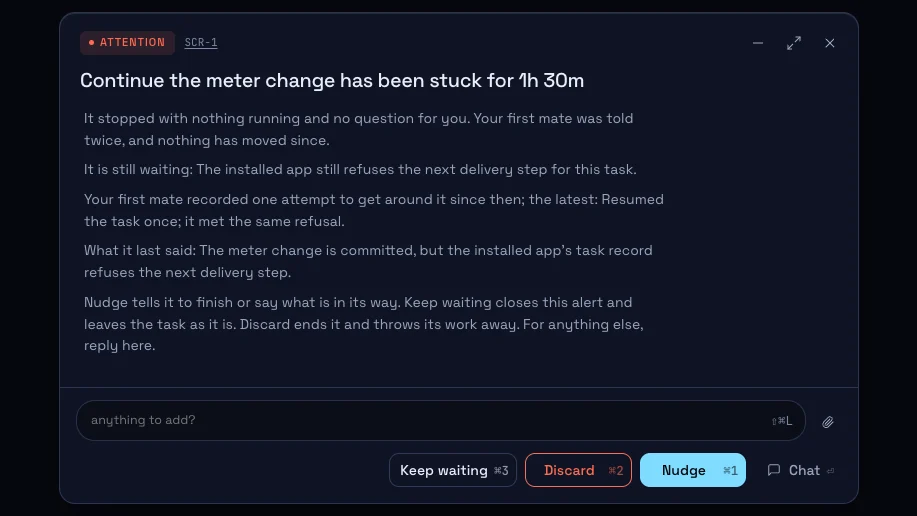 ATTENTION SCR-1
Continue the meter change has been stuck for 1h 30m
It stopped with nothing running and no question for you. Your first mate was told
twice, and nothing has moved since.
It is still waiting: The installed app still refuses the next delivery step for this task.
Your first mate recorded one attempt to get around it since then; the latest: Resumed
the task once; it met the same refusal.
What it last said: The meter change is committed, but the installed app's task record
refuses the next delivery step.
Nudge tells it to finish or say what is in its way. Keep waiting closes this alert and
leaves the task as it is. Discard ends it and throws its work away. For anything else,
reply here.
anything to add? ⇧⌘L
Keep waiting ⌘3 Discard ⌘2 Nudge ⌘1 Chat ⏎